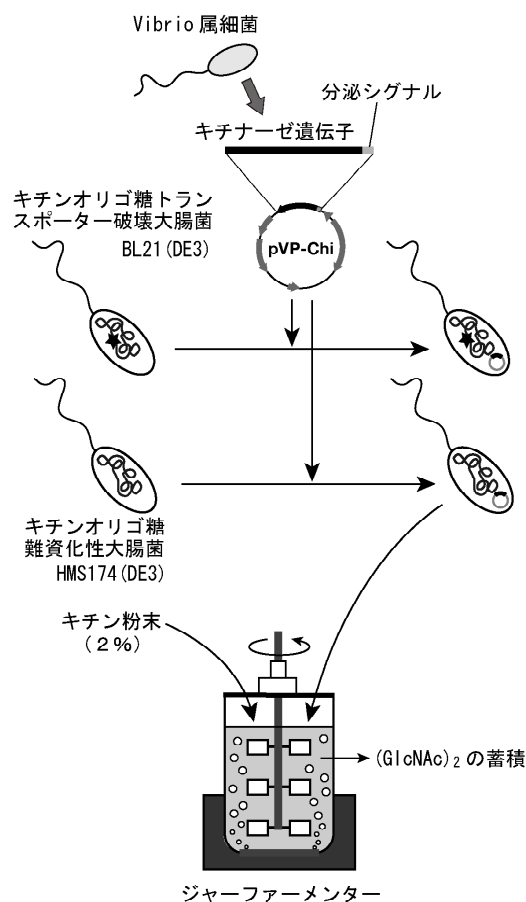 Vibrio属細菌
分泌シグナル
キチナーゼ遺伝子
キチンオリゴ糖トラン
スポーター破壊大腸菌
BL21(DE3)
pVP-Chi
キチンオリゴ糖
難資化性大腸菌
HMS174(DE3)
キチン粉末
(2%)
(GlcNAc)₂の蓄積
ジャーファーメンター